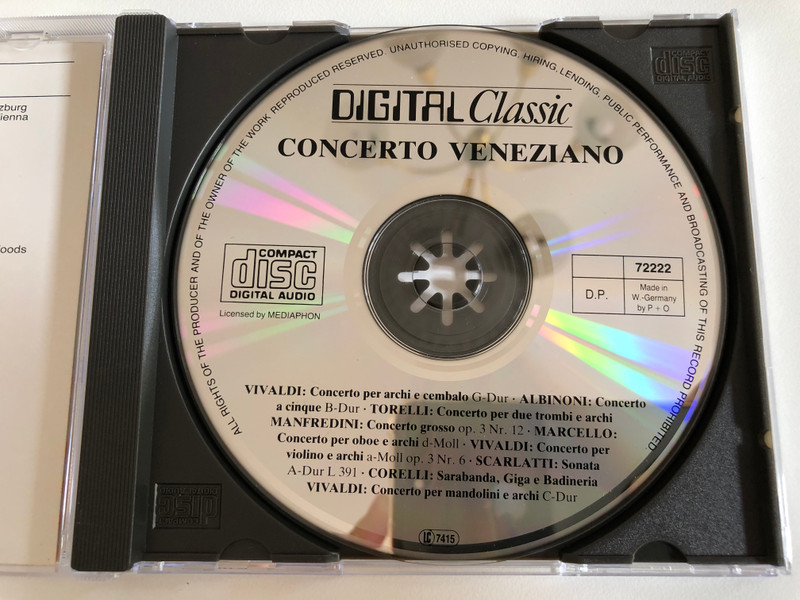 zburg
ienna
oods
ALL RIGHTS OF THE PRODUCER AND OF THE OWNER OF THE WORK REPRODUCED RESERVED. UNAUTHORISED COPYING, HIRING, LENDING, PUBLIC PERFORMANCE AND BROADCASTING OF THIS RECORD PROHIBITED
DIGITAL Classic
CONCERTO VENEZIANO
COMPACT
disc
DIGITAL AUDIO
Licensed by MEDIAPHON
72222
D.P.
Made in
W.-Germany
by P + O
VIVALDI: Concerto per archi e cembalo G-Dur · ALBINONI: Concerto
a cinque B-Dur · TORELLI: Concerto per due trombi e archi
MANFREDINI: Concerto grosso op. 3 Nr. 12 · MARCELLO:
Concerto per oboe e archi d-Moll · VIVALDI: Concerto per
violino e archi a-Moll op. 3 Nr. 6 · SCARLATTI: Sonata
A-Dur L 391 · CORELLI: Sarabanda, Giga e Badineria
VIVALDI: Concerto per mandolini e archi C-Dur
LC 7415
COMPACT
disc
DIGITAL AUDIO